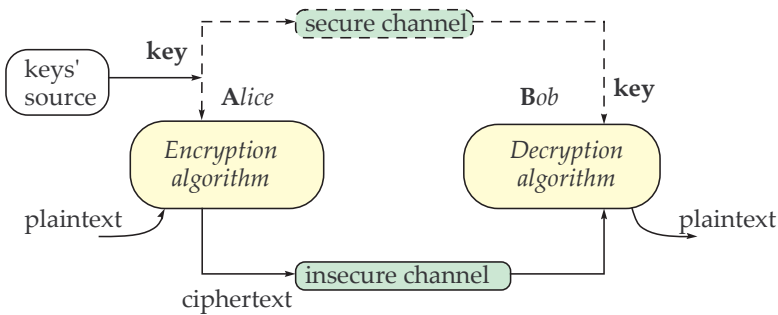 secure channel
key
keys'
source
Alice
Bob
key
Encryption
algorithm
Decryption
algorithm
plaintext
plaintext
insecure channel
ciphertext